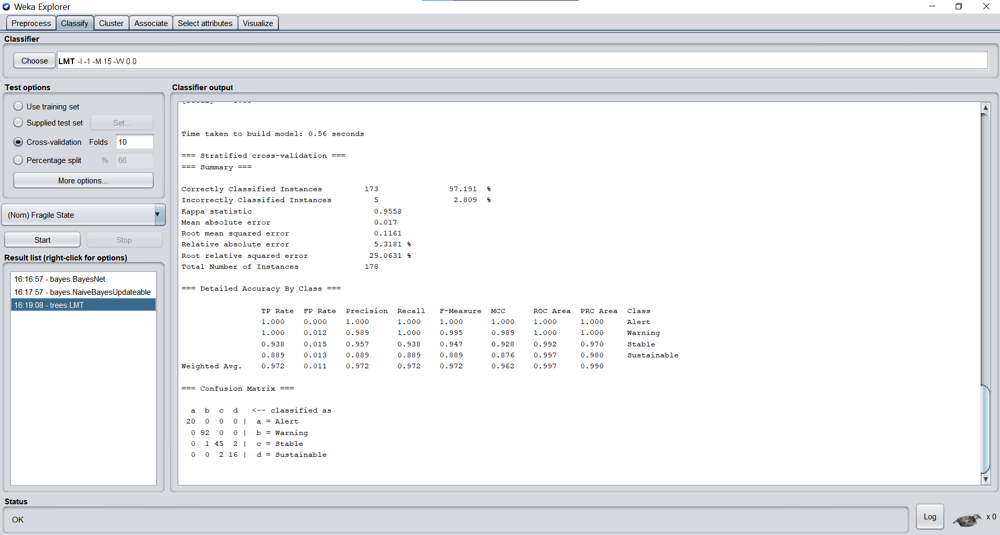 Weka Explorer
Preprocess Classify Cluster Associate Select attributes Visualize
Classifier
Choose LMT -I -1 -M 15 -W 0.0
Test options
Use training set
Supplied test set Set...
Cross-validation Folds 10
Percentage split % 66
More options...
(Nom) Fragile State
Start Stop
Result list (right-click for options)
16:16:57 - bayes.BayesNet
16:17:57 - bayes.NaiveBayesUpdateable
16:19:08 - trees.LMT
Classifier output
Time taken to build model: 0.56 seconds
=== Stratified cross-validation ===
=== Summary ===
Correctly Classified Instances 173 97.191 %
Incorrectly Classified Instances 5 2.809 %
Kappa statistic 0.9558
Mean absolute error 0.017
Root mean squared error 0.1161
Relative absolute error 5.3181 %
Root relative squared error 29.0631 %
Total Number of Instances 178
=== Detailed Accuracy By Class ===
TP Rate FP Rate Precision Recall F-Measure MCC ROC Area PRC Area Class
1.000 0.000 1.000 1.000 1.000 1.000 1.000 1.000 Alert
1.000 0.012 0.989 1.000 0.995 0.989 1.000 1.000 Warning
0.938 0.015 0.957 0.938 0.947 0.928 0.992 0.970 Stable
0.889 0.013 0.889 0.889 0.889 0.876 0.997 0.980 Sustainable
Weighted Avg. 0.972 0.011 0.972 0.972 0.972 0.962 0.997 0.990
=== Confusion Matrix ===
a b c d <-- classified as
20 0 0 0 | a = Alert
0 92 0 0 | b = Warning
0 1 45 2 | c = Stable
0 0 2 16 | d = Sustainable
Status
OK
Log x 0